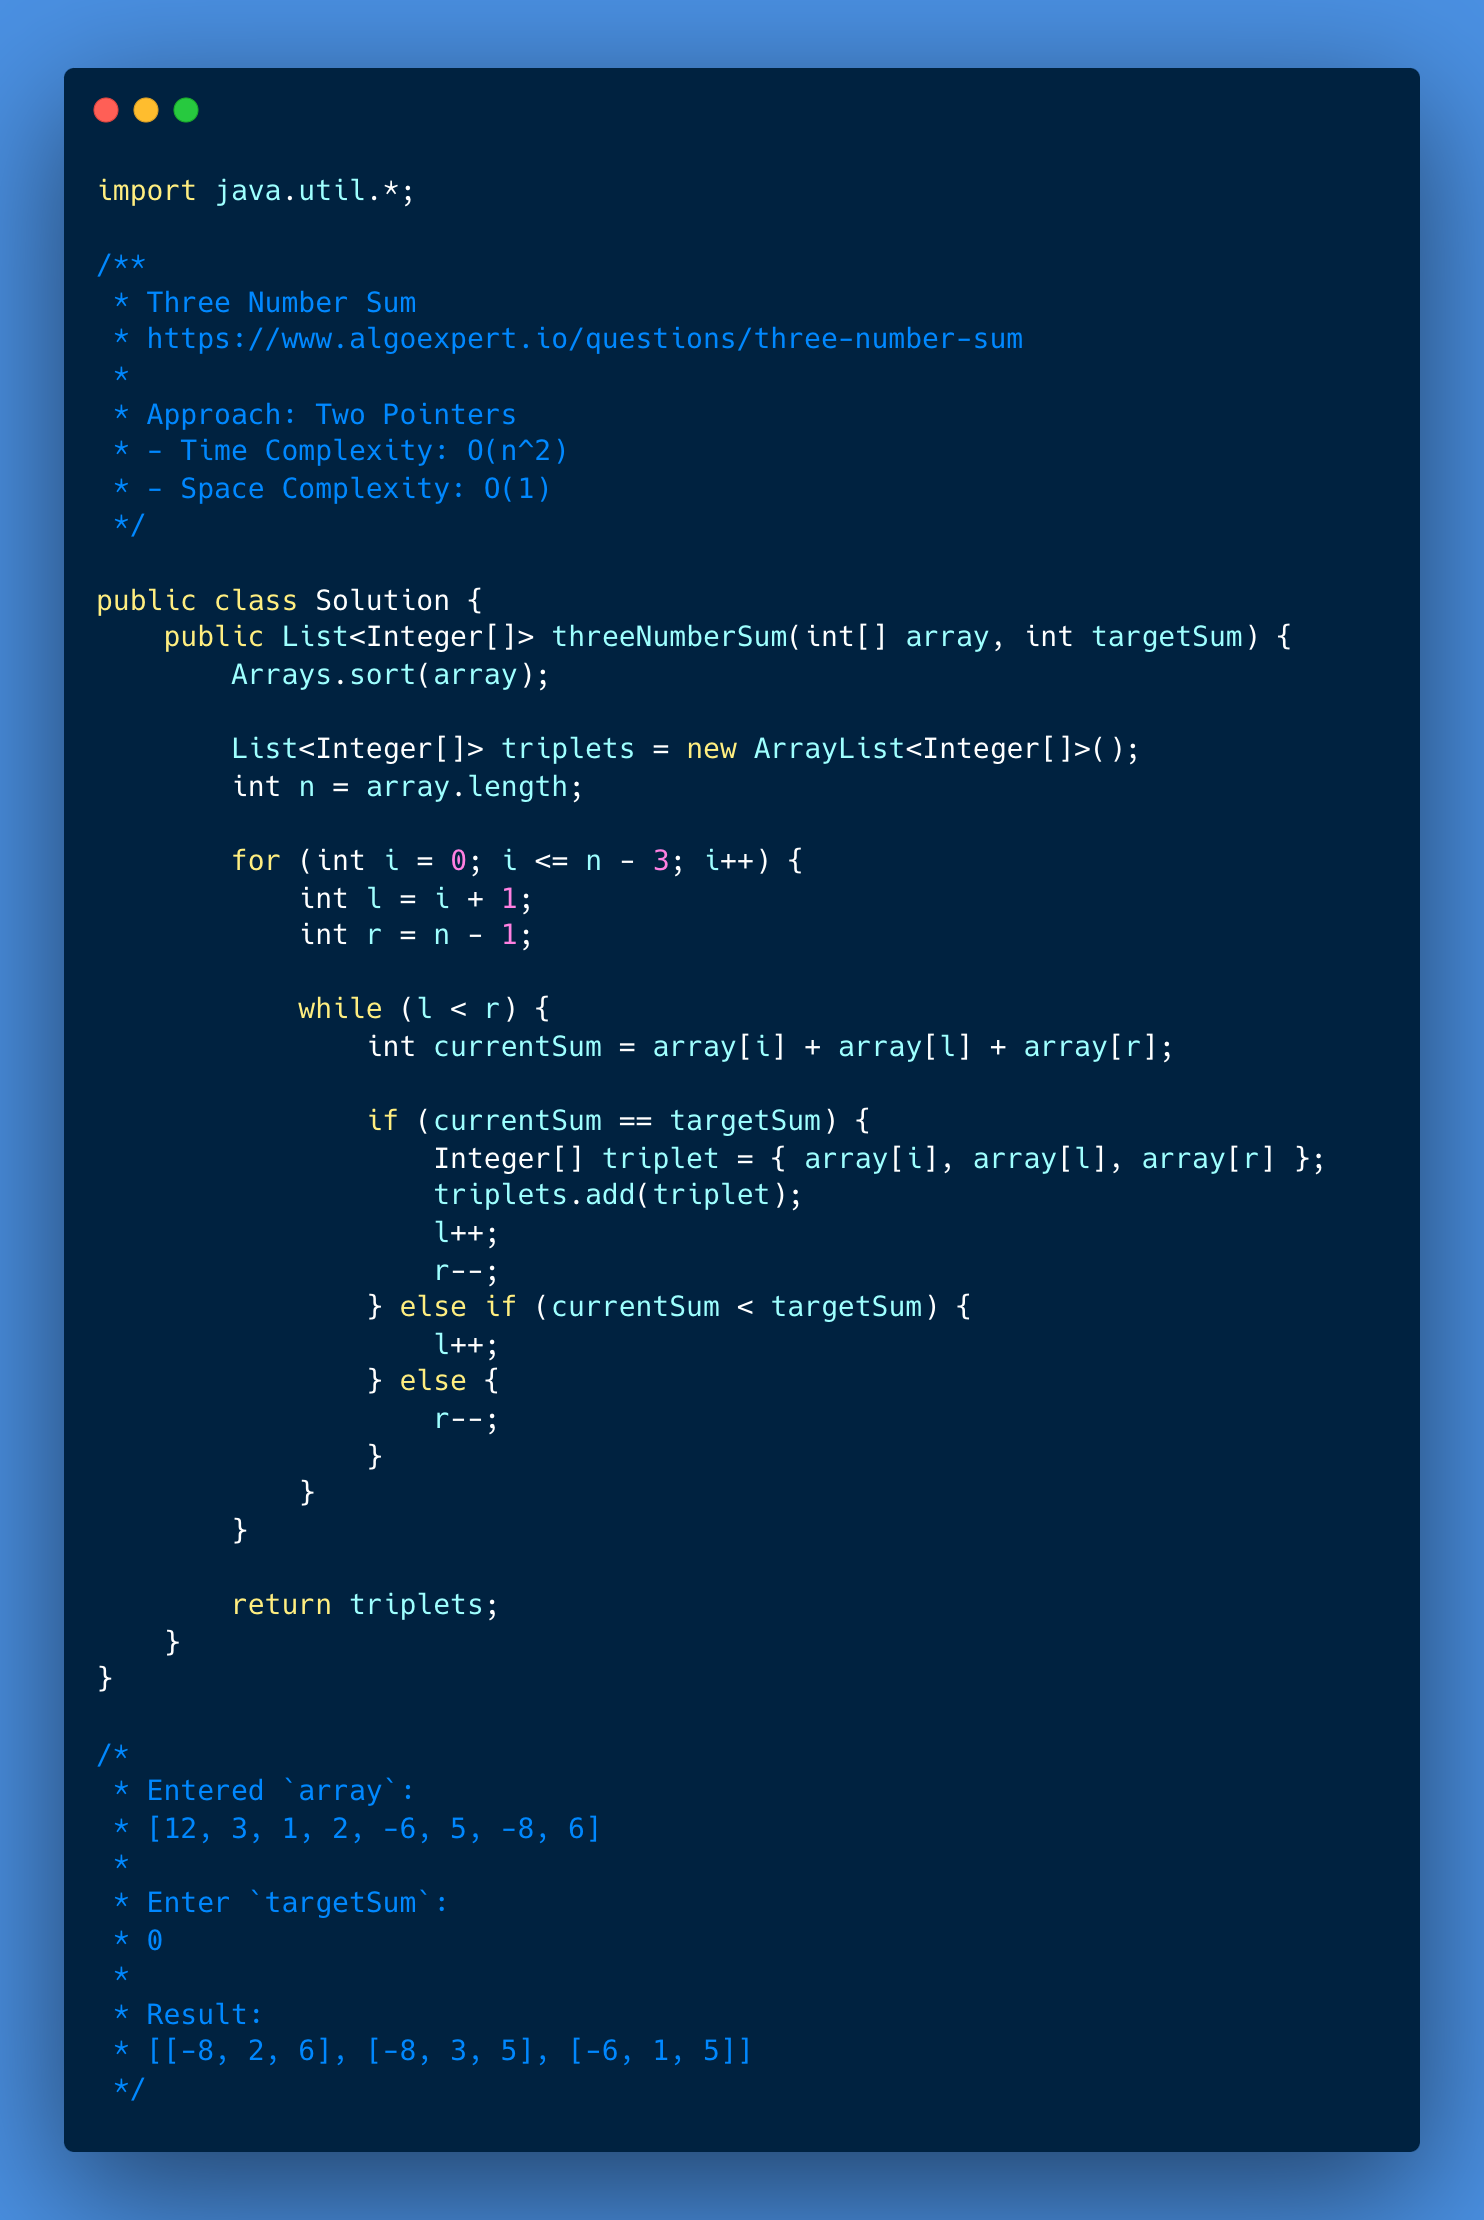 import java.util.*;

/**
 * Three Number Sum
 * https://www.algoexpert.io/questions/three-number-sum
 *
 * Approach: Two Pointers
 * - Time Complexity: O(n^2)
 * - Space Complexity: O(1)
 */

public class Solution {
    public List<Integer[]> threeNumberSum(int[] array, int targetSum) {
        Arrays.sort(array);

        List<Integer[]> triplets = new ArrayList<Integer[]>();
        int n = array.length;

        for (int i = 0; i <= n - 3; i++) {
            int l = i + 1;
            int r = n - 1;

            while (l < r) {
                int currentSum = array[i] + array[l] + array[r];

                if (currentSum == targetSum) {
                    Integer[] triplet = { array[i], array[l], array[r] };
                    triplets.add(triplet);
                    l++;
                    r--;
                } else if (currentSum < targetSum) {
                    l++;
                } else {
                    r--;
                }
            }
        }

        return triplets;
    }
}

/*
 * Entered `array`:
 * [12, 3, 1, 2, -6, 5, -8, 6]
 *
 * Enter `targetSum`:
 * 0
 *
 * Result:
 * [[-8, 2, 6], [-8, 3, 5], [-6, 1, 5]]
 */